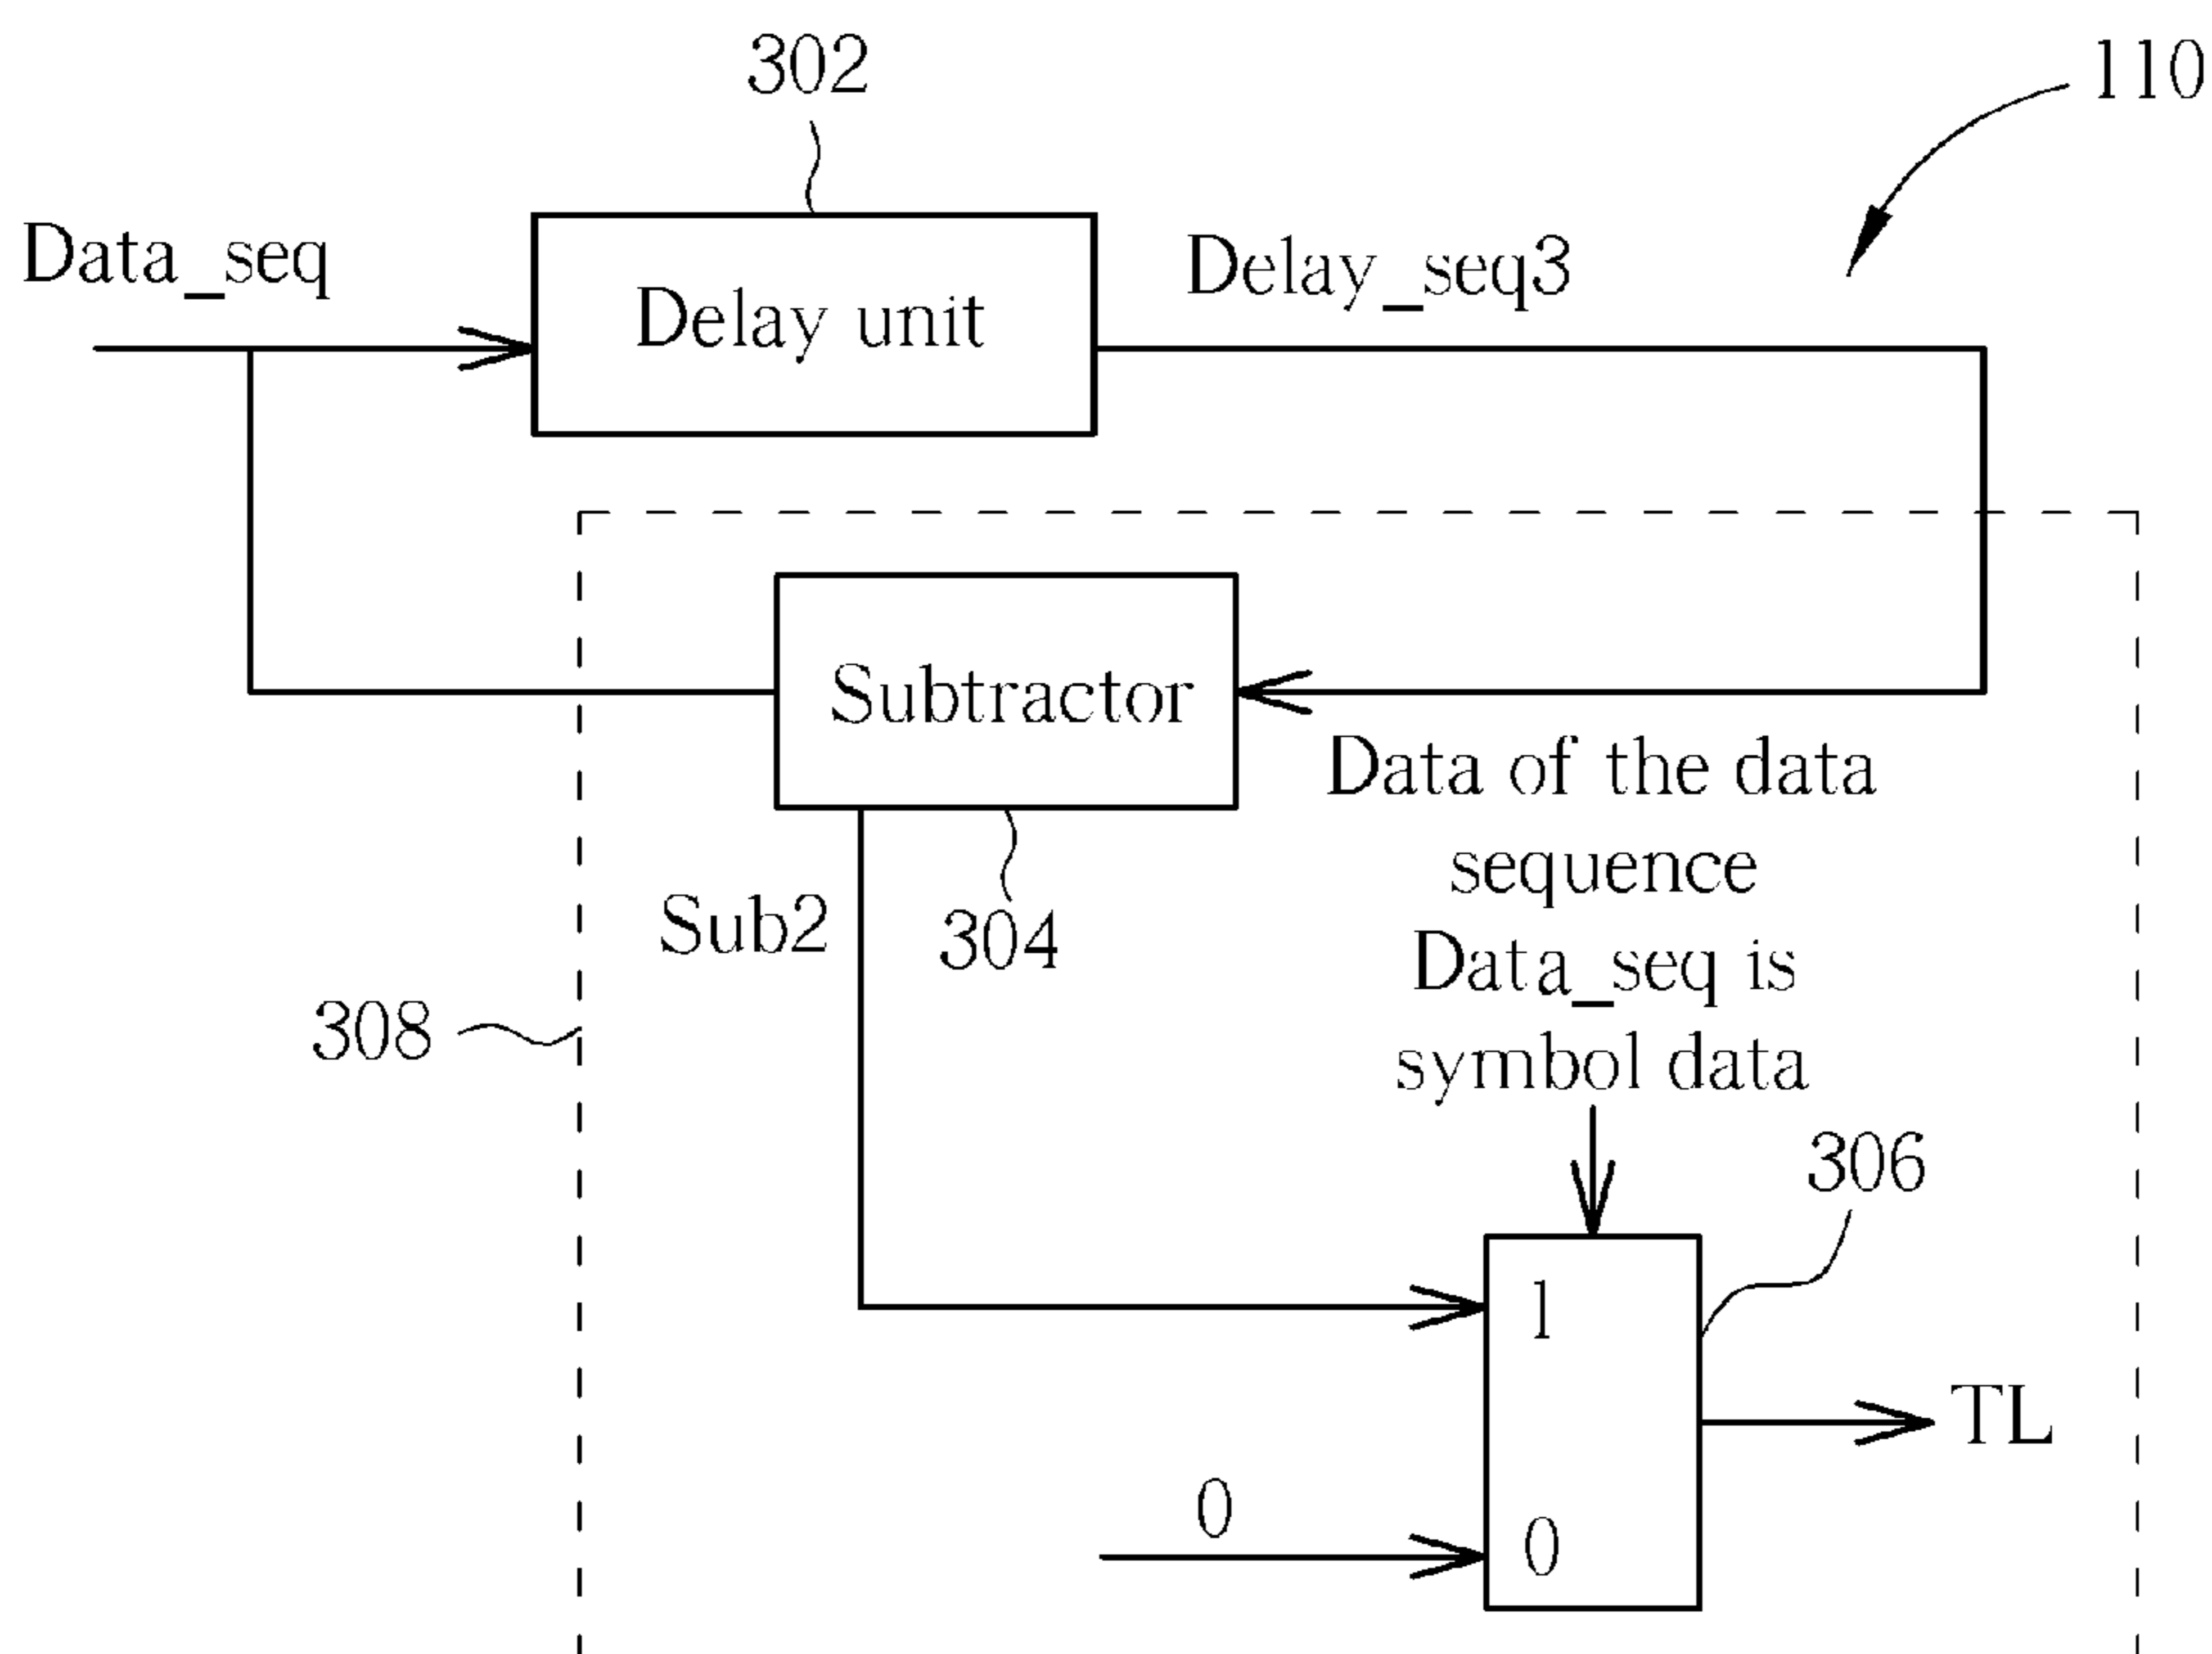 302
110
Data_seq
Delay unit
Delay_seq3
Subtractor
Data of the data
sequence
Data_seq is
symbol data
Sub2
304
308
306
1
TL
0
0